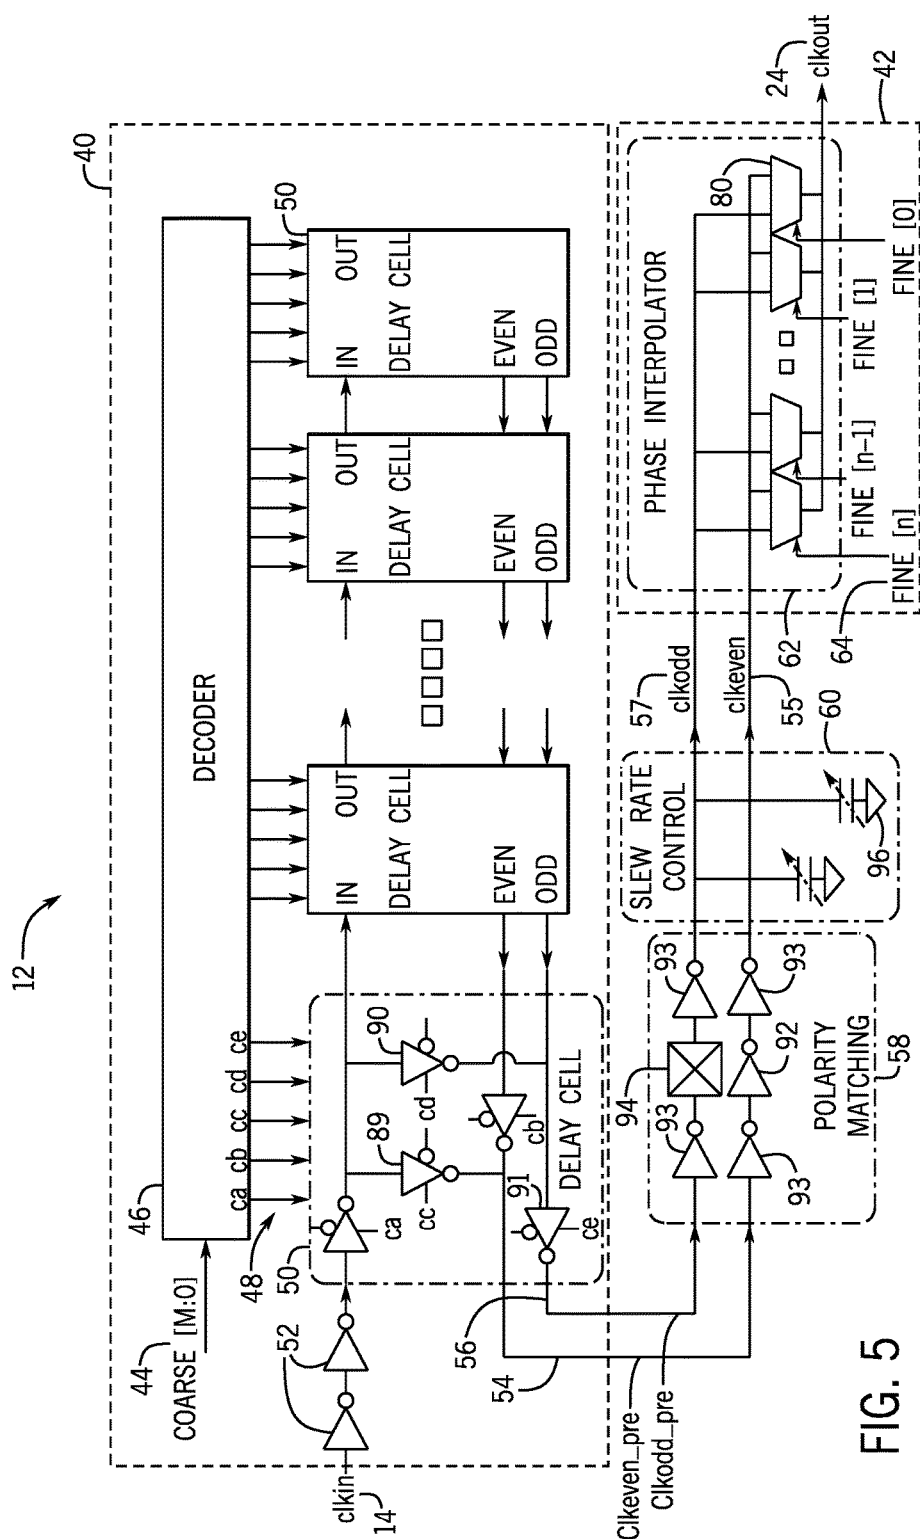 12
40
44
COARSE [M:0]
46
DECODER
48
ca
cb
cc
cd
ce
clkin
14
52
50
ca
89
cc
90
cd
cb
91
ce
DELAY CELL
IN
OUT
DELAY CELL
EVEN
ODD
IN
OUT
DELAY CELL
EVEN
ODD
50
IN
OUT
DELAY CELL
EVEN
ODD
56
54
Clkeven_pre
Clkodd_pre
93
94
93
93
92
93
POLARITY
MATCHING
58
SLEW RATE
CONTROL
96
60
57
clkodd
clkeven
55
62
PHASE INTERPOLATOR
80
24
clkout
42
64
FINE [n]
FINE [n-1]
FINE [1]
FINE [0]
FIG. 5